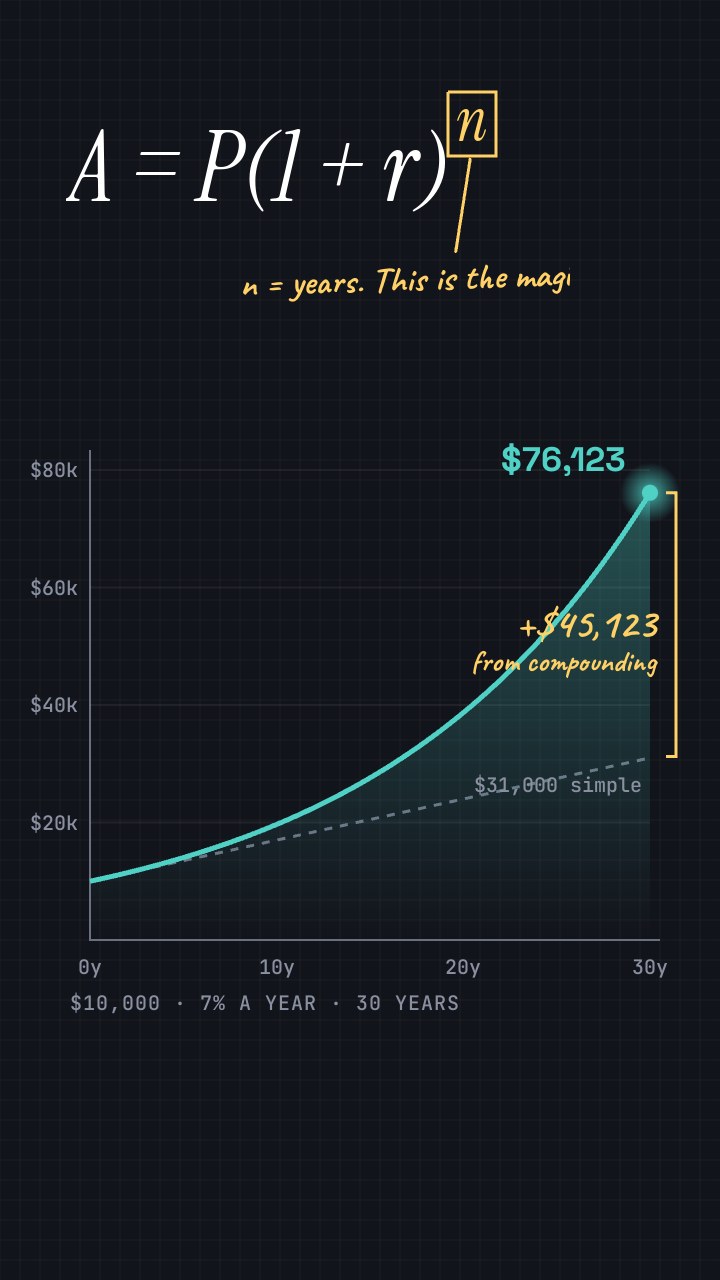 A = P(1 + r)ⁿ
n = years. This is the mag
$76,123
$80k
$60k
+$45,123
from compounding
$40k
$31,000 simple
$20k
0y 10y 20y 30y
$10,000 · 7% A YEAR · 30 YEARS